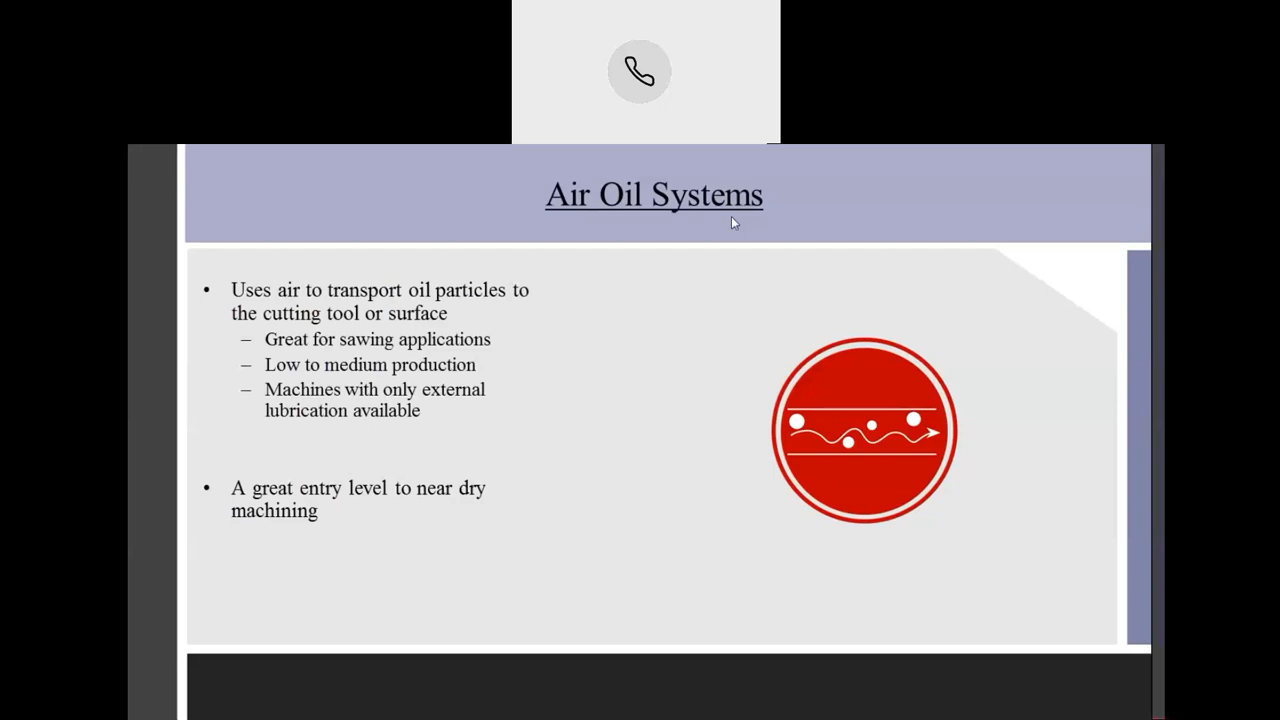 Air Oil Systems
• Uses air to transport oil particles to
the cutting tool or surface
– Great for sawing applications
– Low to medium production
– Machines with only external
lubrication available
• A great entry level to near dry
machining